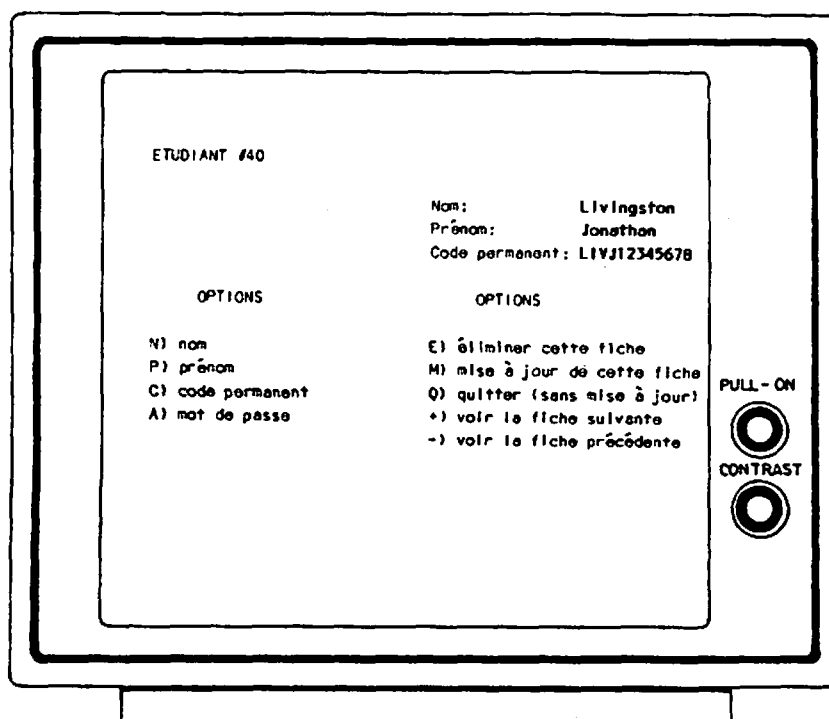 ETUDIANT #40
Nom: Livingston
Prénom: Jonathan
Code permanent: LIVJ12345678
OPTIONS
N) nom
P) prénom
C) code permanent
A) mot de passe
OPTIONS
E) éliminer cette fiche
M) mise à jour de cette fiche
Q) quitter (sans mise à jour)
+) voir la fiche suivante
-) voir la fiche précédente
PULL-ON
CONTRAST